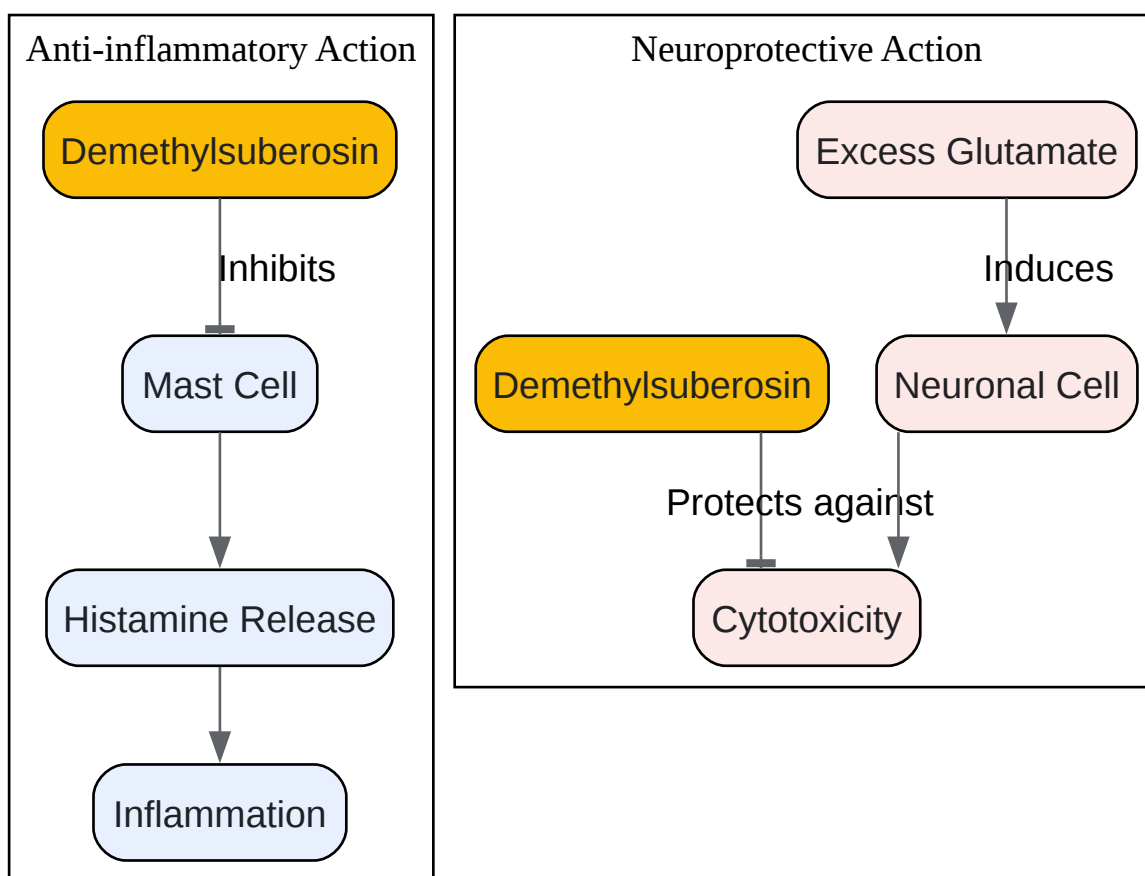 Anti-inflammatory Action
Demethylsuberosin
Inhibits
Mast Cell
Histamine Release
Inflammation
Neuroprotective Action
Excess Glutamate
Induces
Demethylsuberosin
Neuronal Cell
Protects against
Cytotoxicity